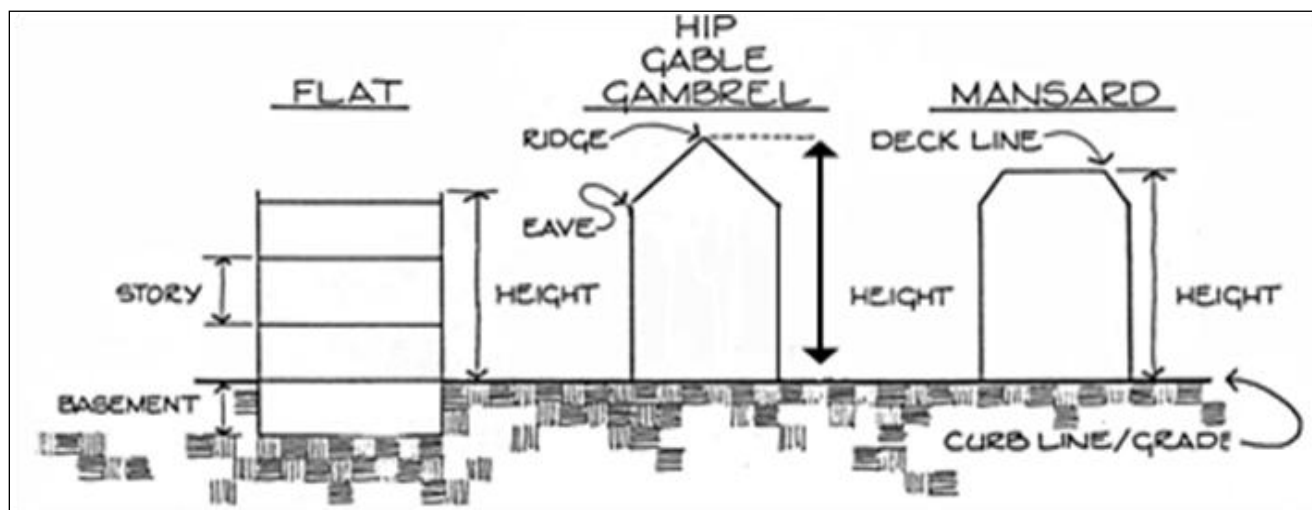 FLAT
HIP
GABLE
GAMBREL
MANSARD
RIDGE
DECK LINE
EAVE
STORY
HEIGHT
HEIGHT
HEIGHT
BASEMENT
CURB LINE/GRADE